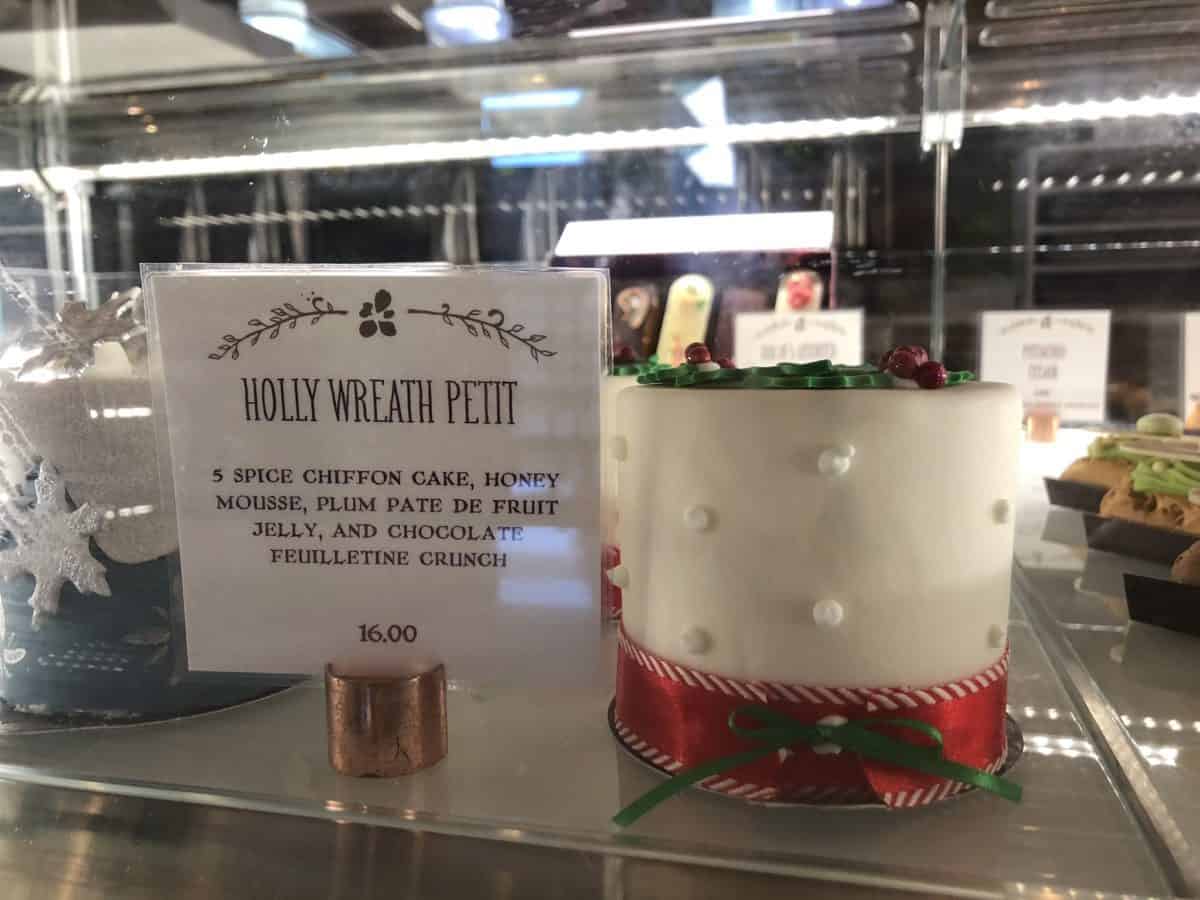 HOLLY WREATH PETIT
5 SPICE CHIFFON CAKE, HONEY
MOUSSE, PLUM PATE DE FRUIT
JELLY, AND CHOCOLATE
FEUILLETINE CRUNCH
16.00
PISTACHIO